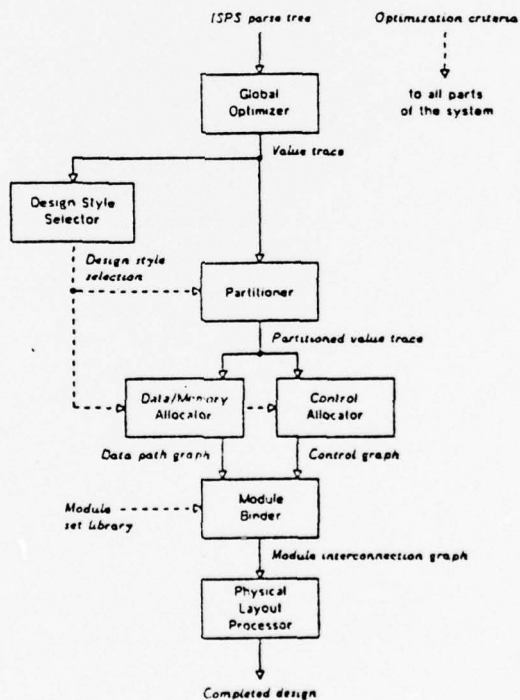 ISPS parse tree
Optimization criteria
to all parts
of the system
Global
Optimizer
Value trace
Design Style
Selector
Design style
selection
Partitioner
Partitioned value trace
Data/Memory
Allocator
Control
Allocator
Data path graph
Control graph
Module
set library
Module
Binder
Module interconnection graph
Physical
Layout
Processor
Completed design